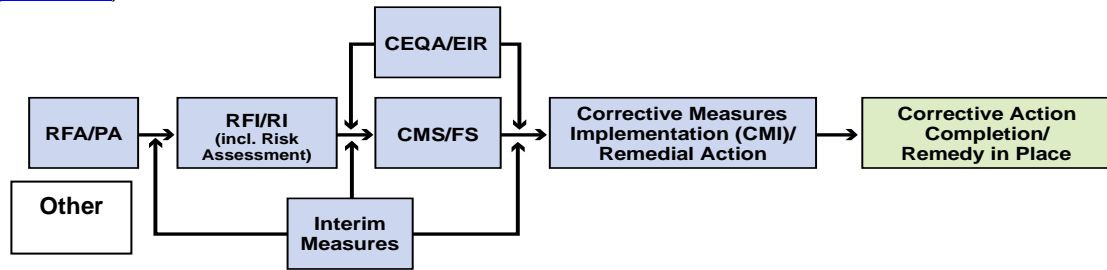 CEQA/EIR
RFA/PA
RFI/RI
(incl. Risk
Assessment)
CMS/FS
Corrective Measures
Implementation (CMI)/
Remedial Action
Corrective Action
Completion/
Remedy in Place
Other
Interim
Measures